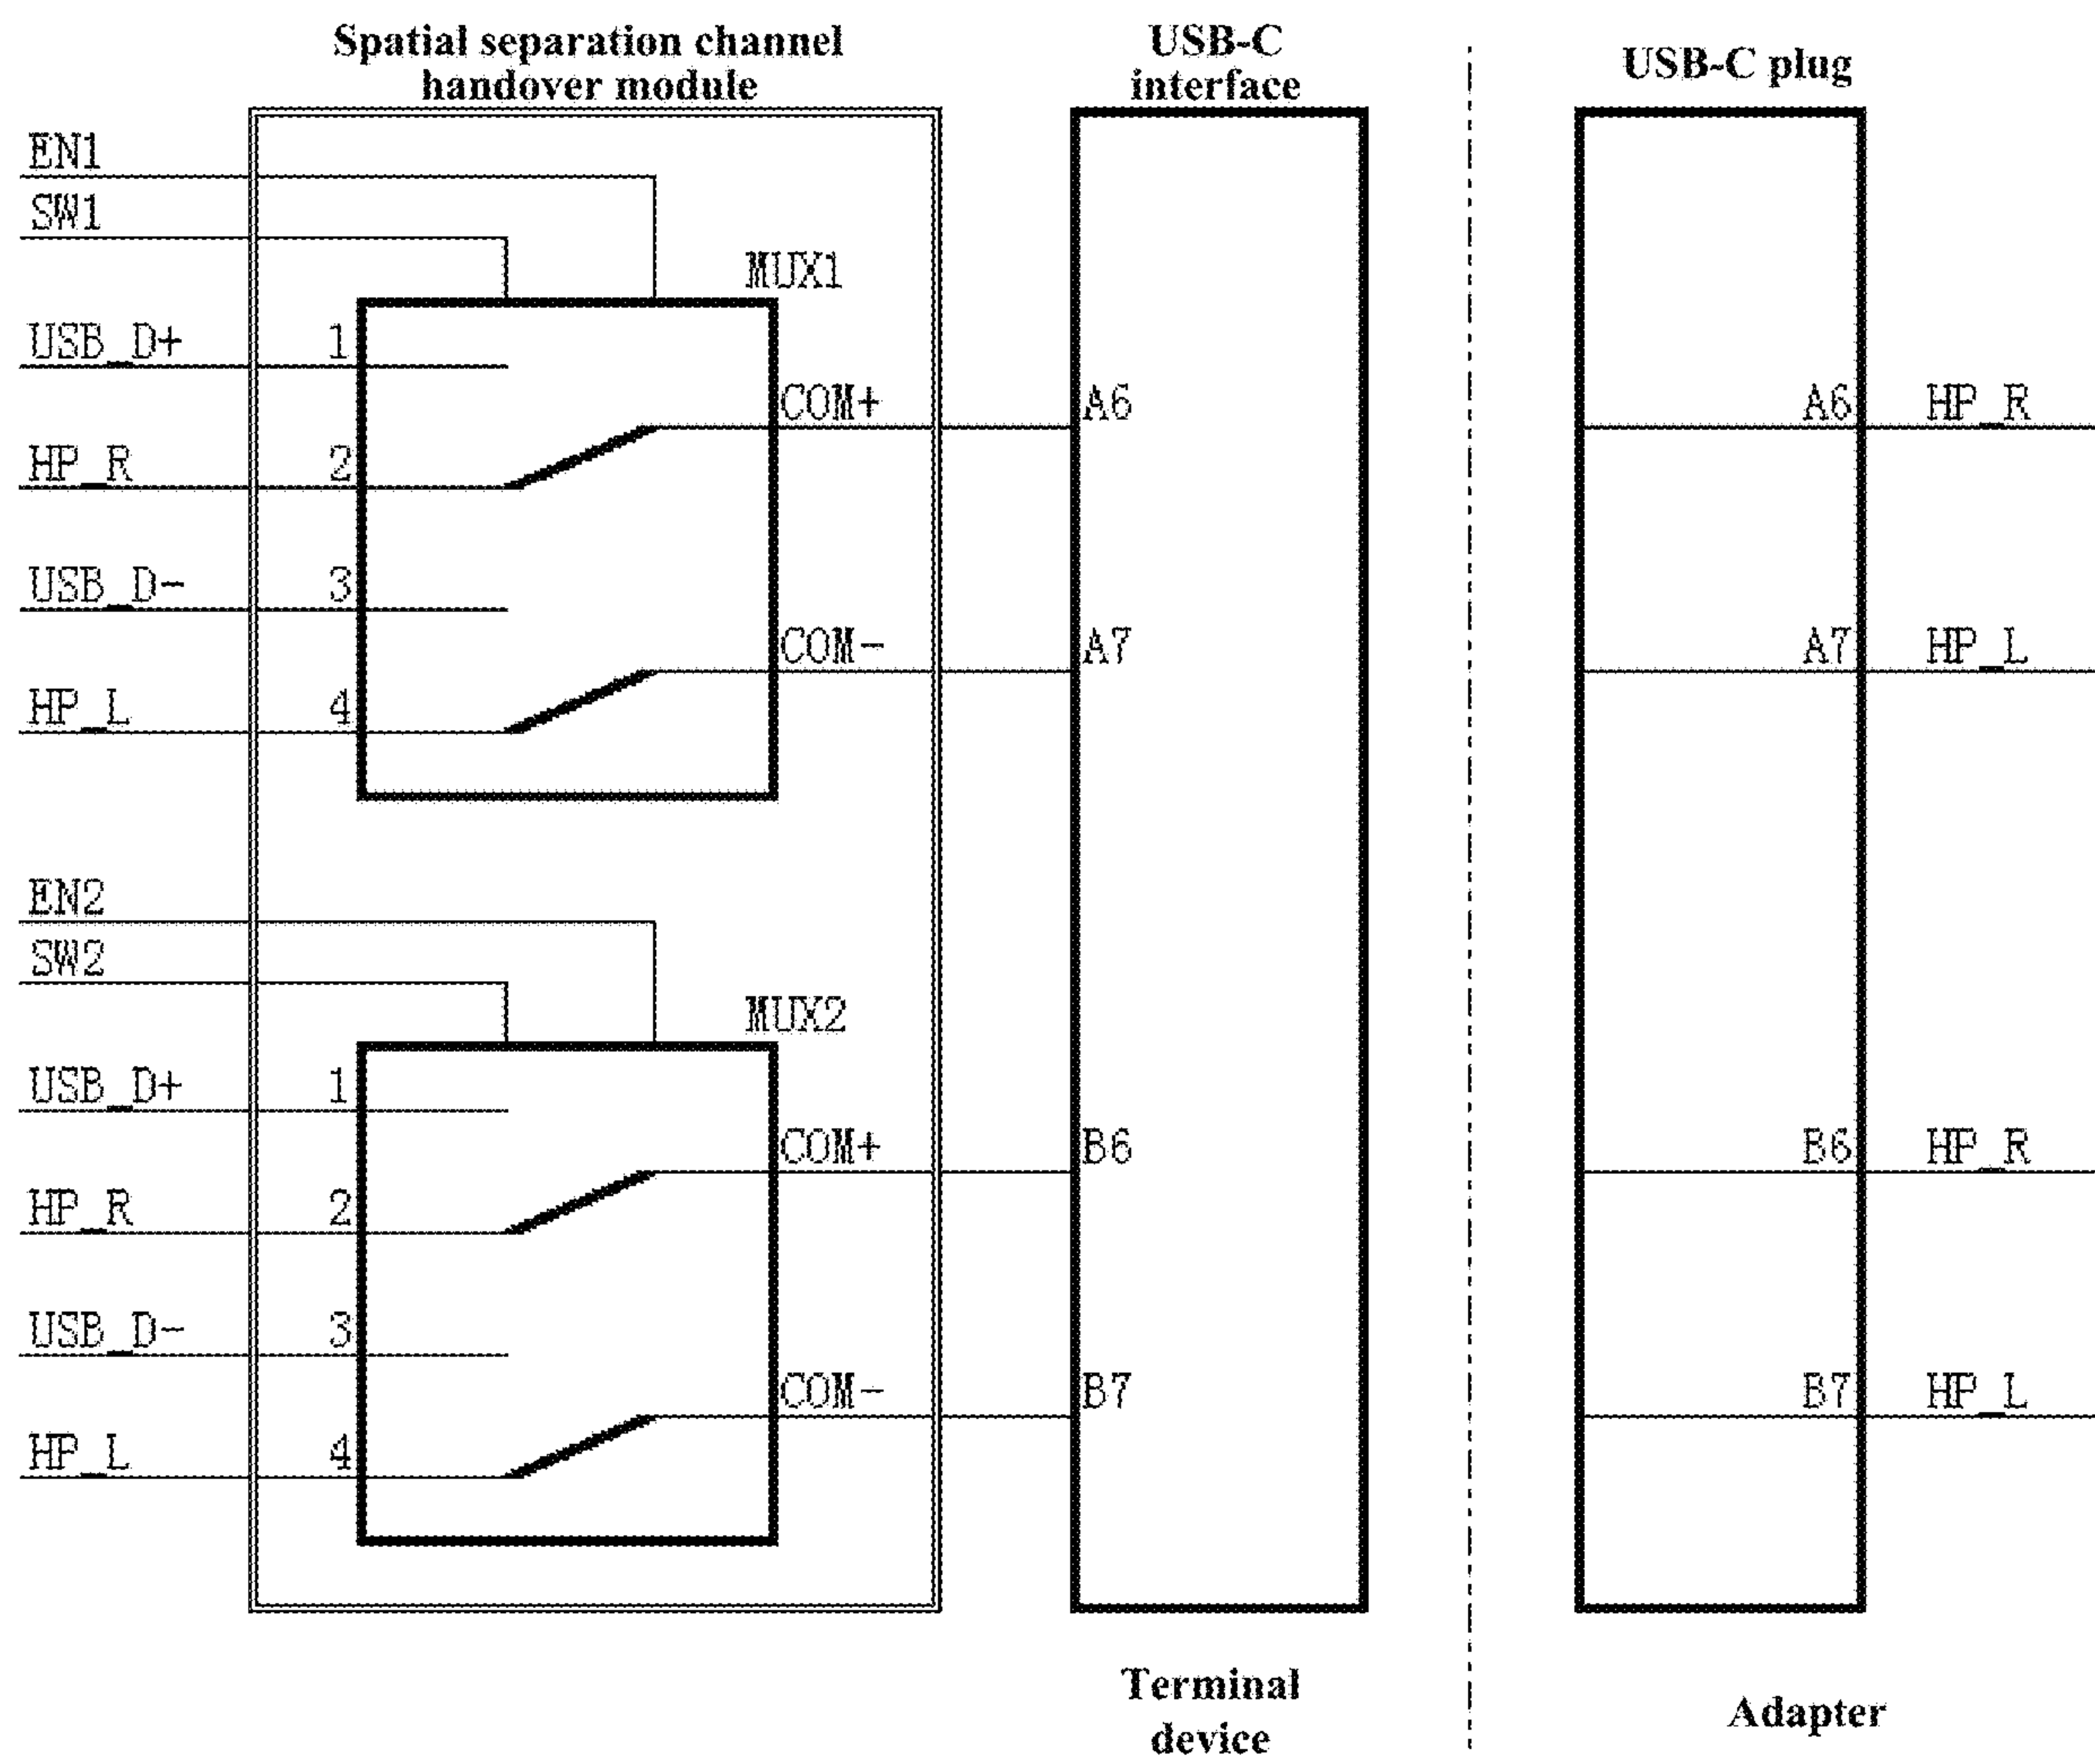 Spatial separation channel
handover module
USB-C
interface
USB-C plug
EN1
SW1
MUX1
USB_D+ 1
COM+ A6
A6 HP_R
HP_R 2
USB_D- 3
COM- A7
A7 HP_L
HP_L 4
EN2
SW2
MUX2
USB_D+ 1
COM+ B6
B6 HP_R
HP_R 2
USB_D- 3
COM- B7
B7 HP_L
HP_L 4
Terminal
device
Adapter